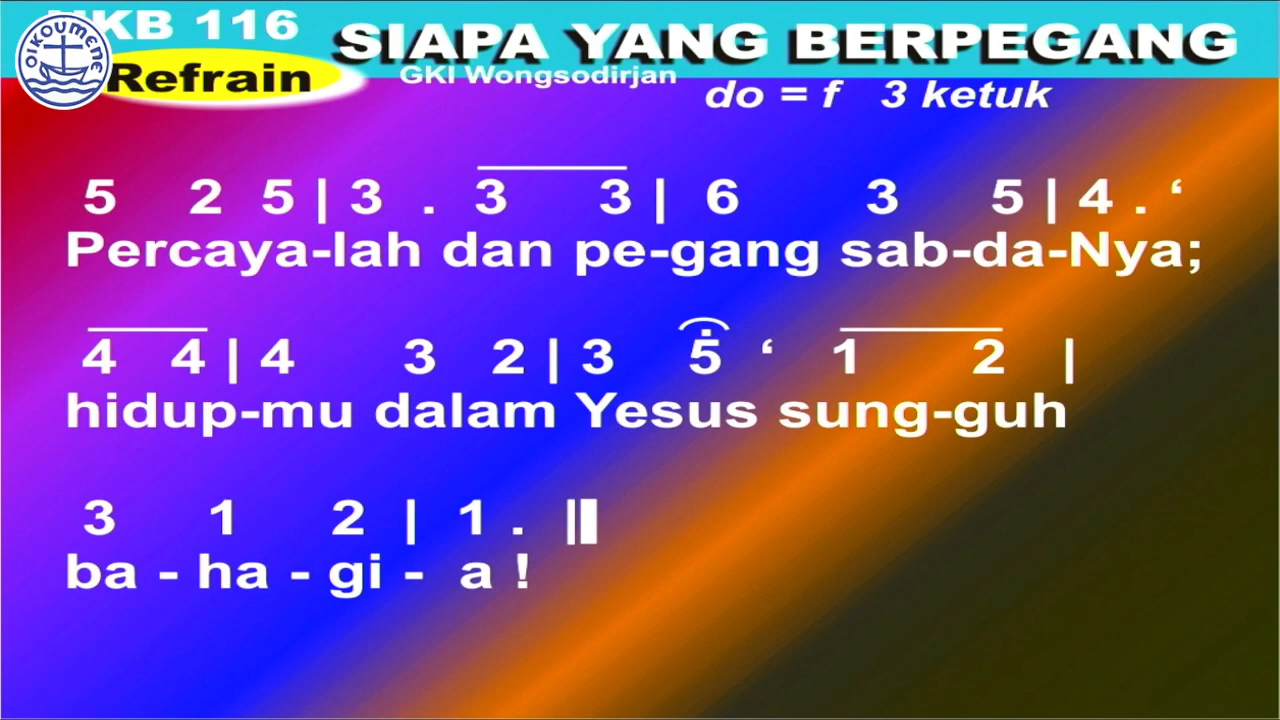 OIKOUMENE
NKB 116
SIAPA YANG BERPEGANG
Refrain
GKI Wongsodirjan
do = f 3 ketuk
5 2 5 | 3 . 3 3 | 6 3 5 | 4 . ‘
Percaya-lah dan pe-gang sab-da-Nya;
4 4 | 4 3 2 | 3 5̇ ‘ 1 2 |
hidup-mu dalam Yesus sung-guh
3 1 2 | 1 . ||
ba - ha - gi - a !